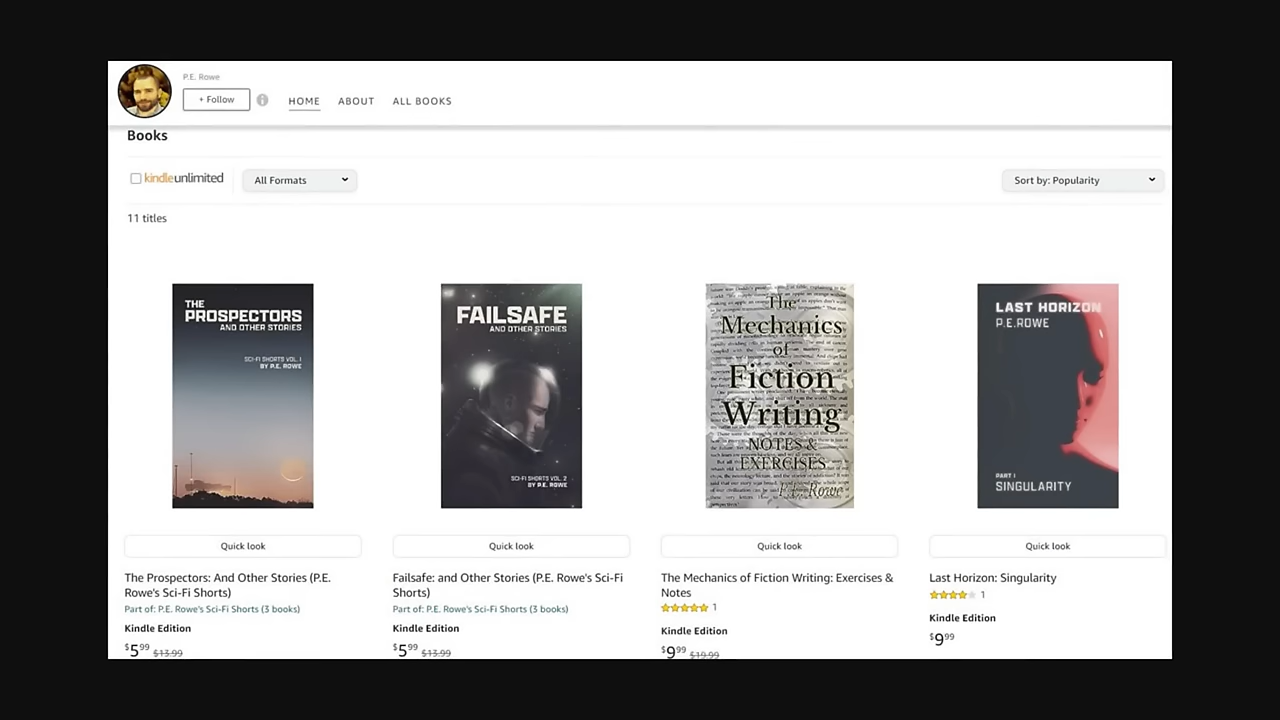 P.E. Rowe
+ Follow
HOME ABOUT ALL BOOKS
Books
kindleunlimited
All Formats
Sort by: Popularity
11 titles
THE
PROSPECTORS
AND OTHER STORIES
SCI-FI SHORTS VOL. 1
BY P.E. ROWE
FAILSAFE
AND OTHER STORIES
SCI-FI SHORTS VOL. 2
BY P.E. ROWE
The
Mechanics
of
Fiction
Writing
NOTES &
EXERCISES
P.E. Rowe
LAST HORIZON
P.E.ROWE
PART 1
SINGULARITY
Quick look
Quick look
Quick look
Quick look
The Prospectors: And Other Stories (P.E.
Rowe's Sci-Fi Shorts)
Part of: P.E. Rowe's Sci-Fi Shorts (3 books)
Kindle Edition
$5.99 $13.99
Failsafe: and Other Stories (P.E. Rowe's Sci-Fi
Shorts)
Part of: P.E. Rowe's Sci-Fi Shorts (3 books)
Kindle Edition
$5.99 $13.99
The Mechanics of Fiction Writing: Exercises &
Notes
1
Kindle Edition
$9.99 $19.99
Last Horizon: Singularity
1
Kindle Edition
$9.99